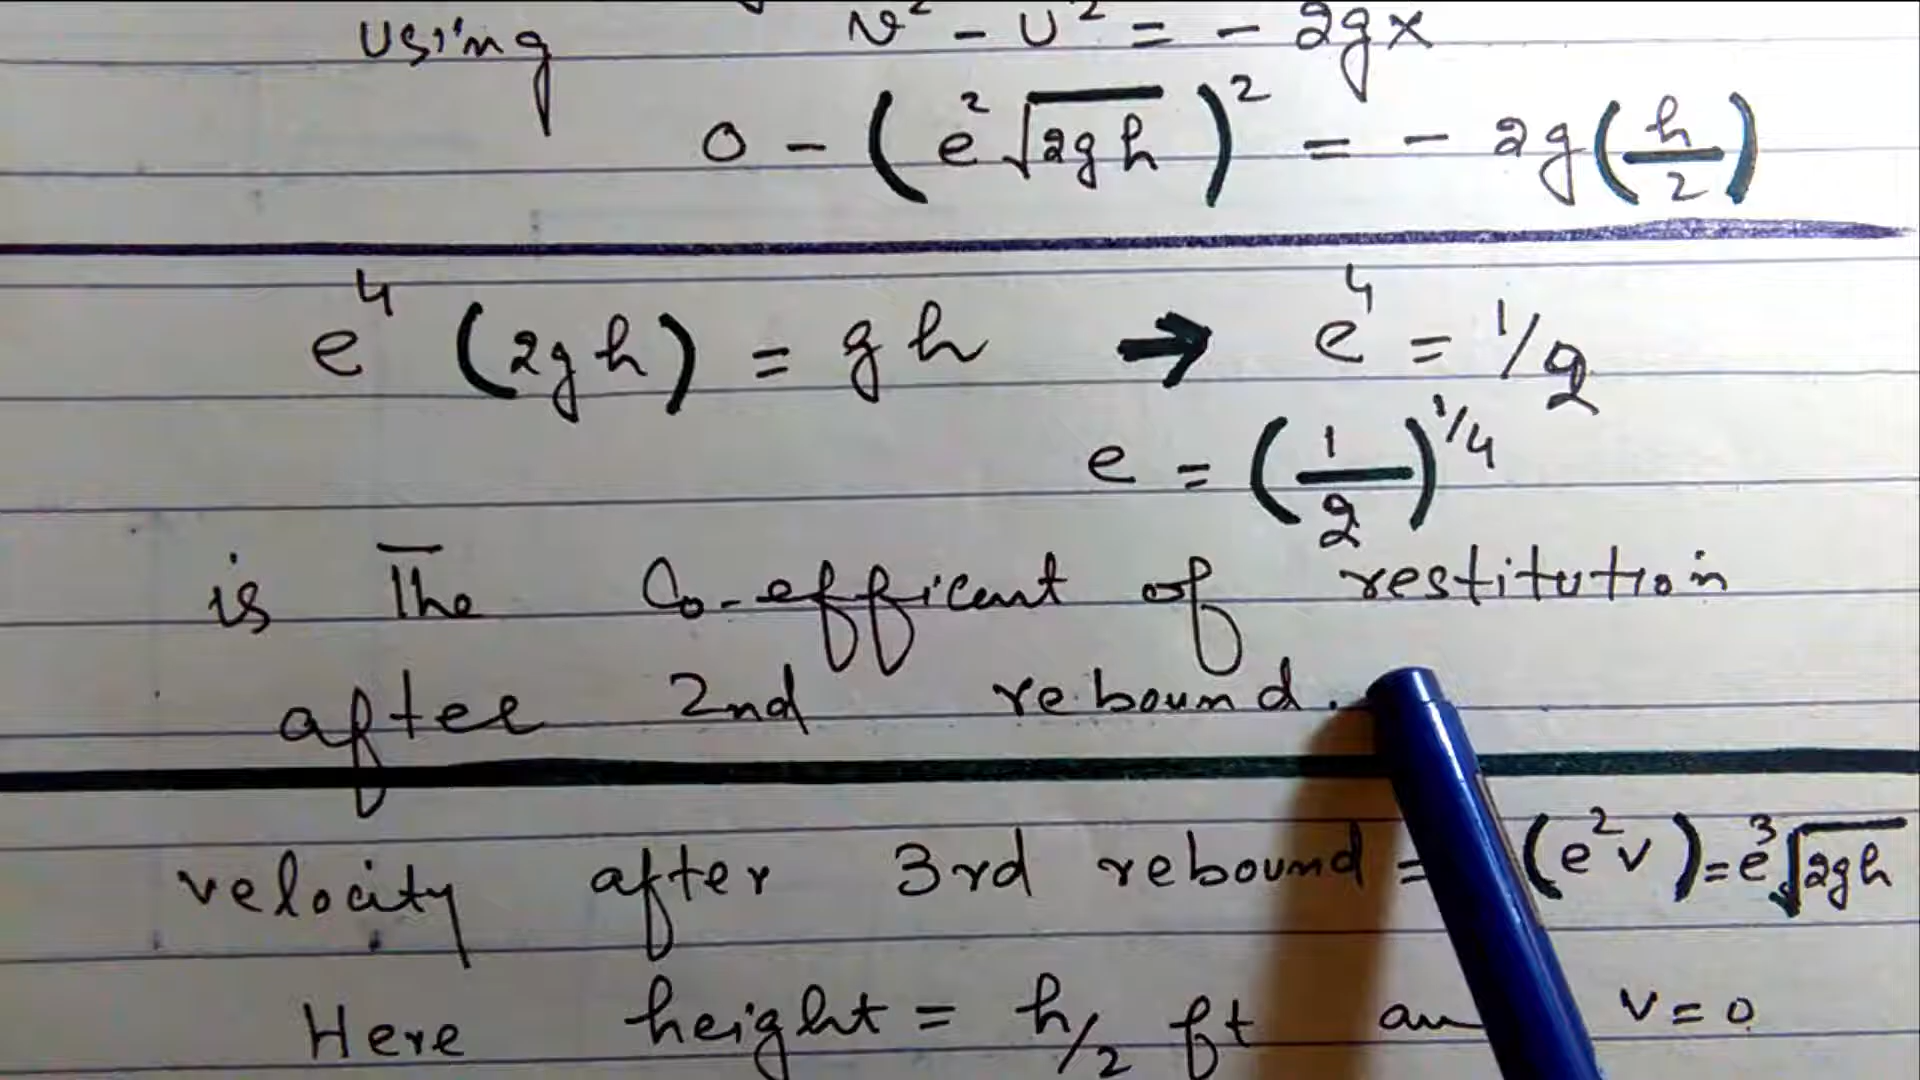 using v² - u² = - 2gx
0 - (e²√2gh)² = - 2g(h/2)
e⁴ (2gh) = gh → e⁴ = 1/2
e = (1/2)^1/4
is The Co-efficient of restitution
after 2nd rebound.
velocity after 3rd rebound = (e²v) = e³√2gh
Here height = h/2 ft v = 0